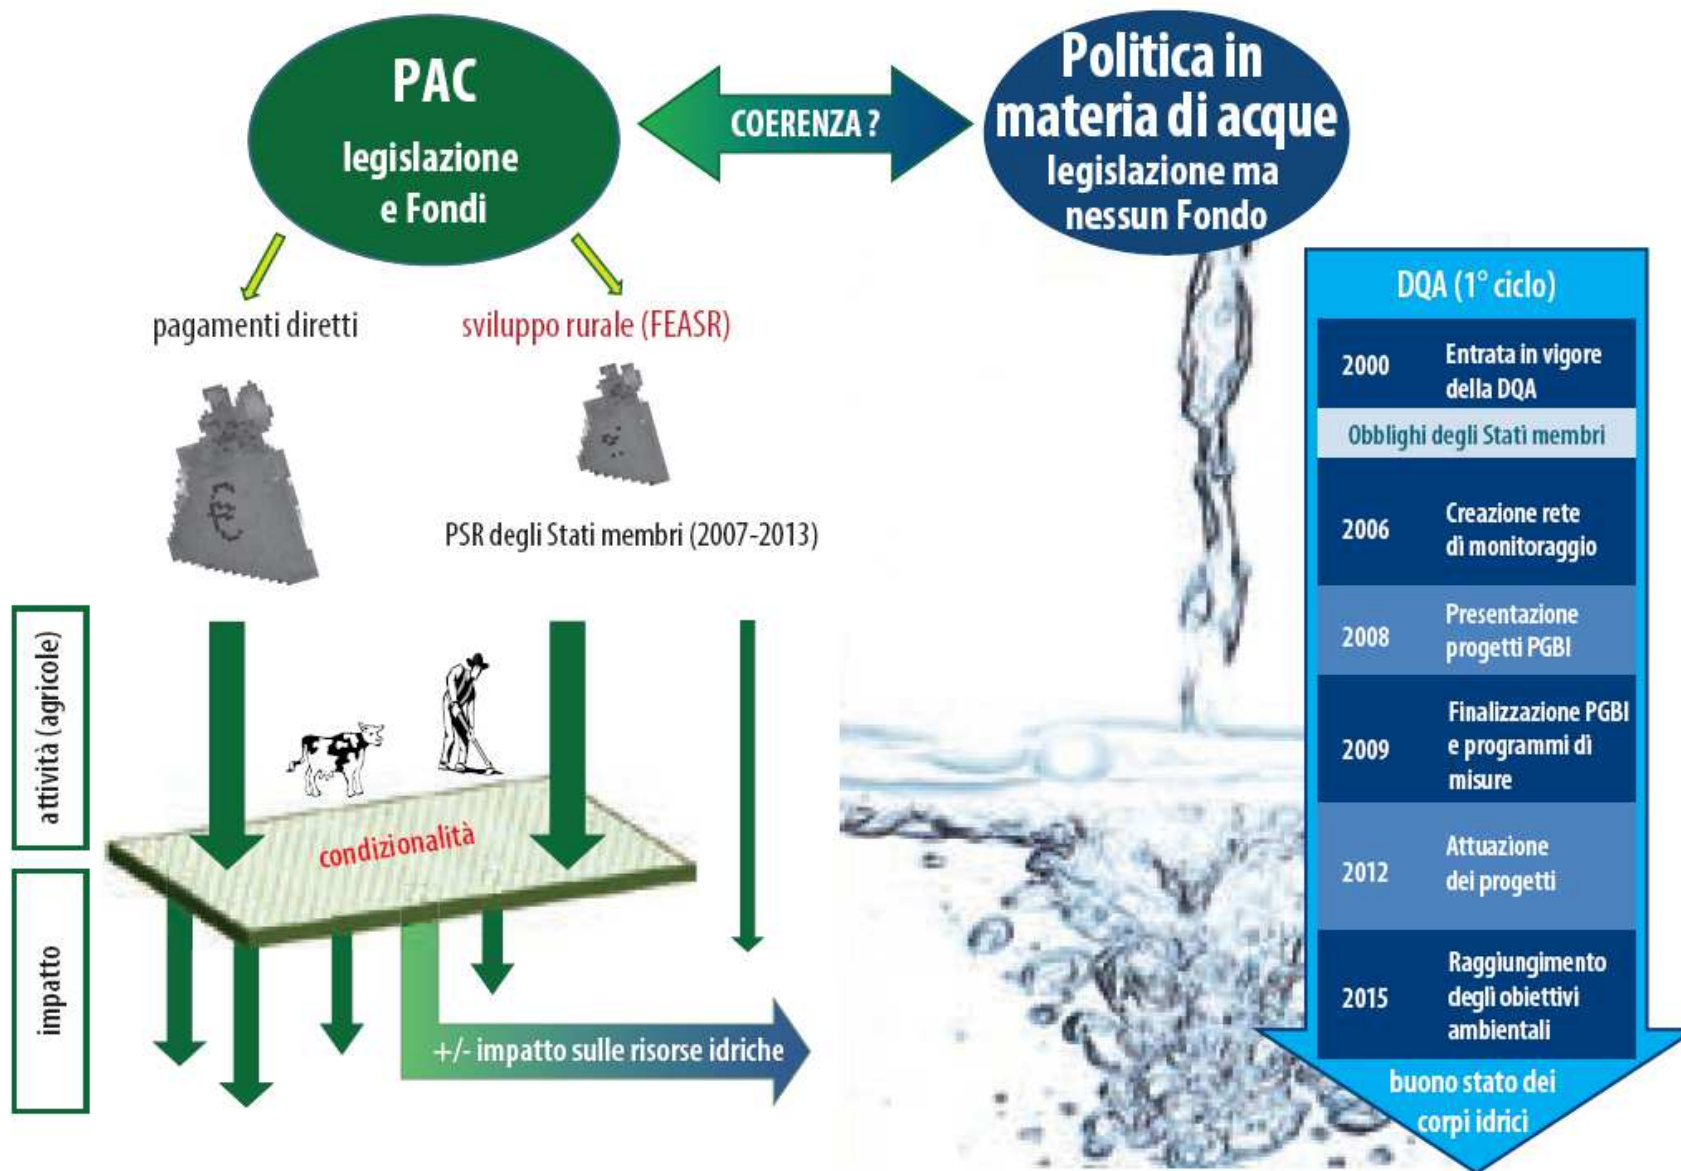 PAC
legislazione
e Fondi
COERENZA ?
Politica in
materia di acque
legislazione ma
nessun Fondo
pagamenti diretti
sviluppo rurale (FEASR)
€
PSR degli Stati membri (2007-2013)
attività (agricole)
impatto
condizionalità
+/- impatto sulle risorse idriche
DQA (1° ciclo)
2000 Entrata in vigore
della DQA
Obblighi degli Stati membri
2006 Creazione rete
di monitoraggio
2008 Presentazione
progetti PGBI
2009 Finalizzazione PGBI
e programmi di
misure
2012 Attuazione
dei progetti
2015 Raggiungimento
degli obiettivi
ambientali
buono stato dei
corpi idrici